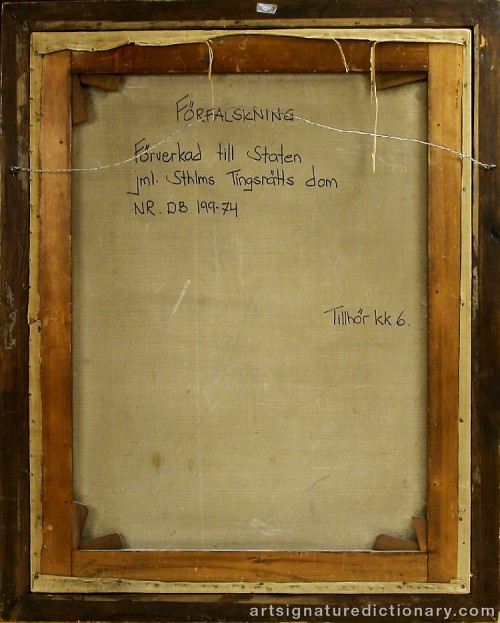 FÖRFALSKNING
Förverkad till Staten
jml. Sthlms Tingsrätts dom
NR. DB 199-74
Tillhör kk 6.
artsignaturedictionary.com